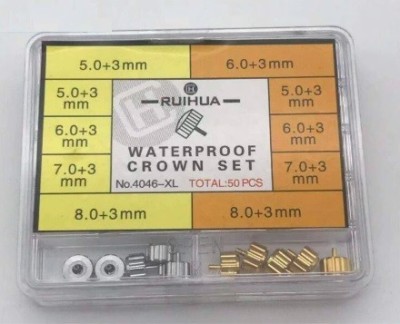 5.0+3mm
6.0+3mm
5.0+3
mm
6.0+3
mm
7.0+3
mm
H
RUIHUA
WATERPROOF
CROWN SET
No.4046--XL TOTAL:50 PCS
5.0+3
mm
6.0+3
mm
7.0+3
mm
8.0+3mm
8.0+3mm